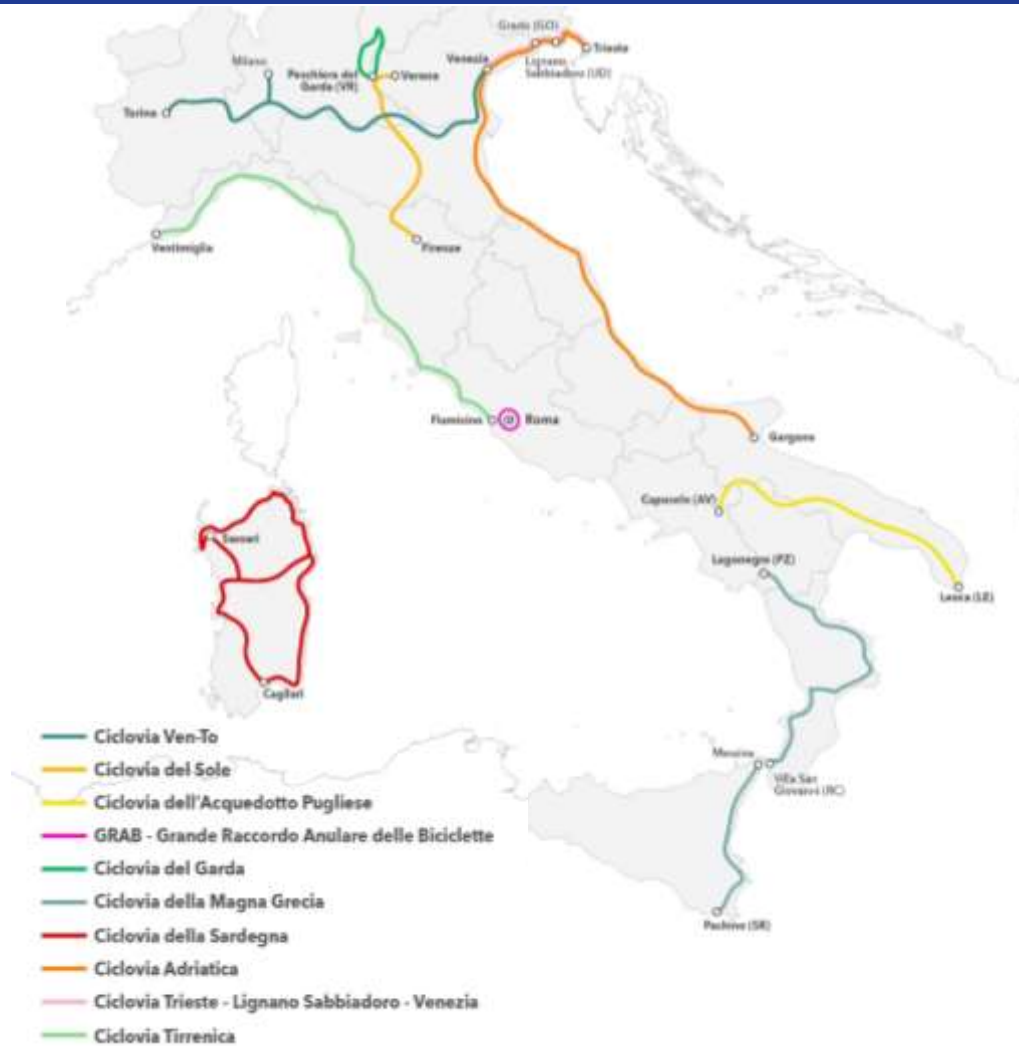 Grado (GO)
Trieste
Venezia
Lignano
Sabbiadoro (UD)
Milano
Peschiera del
Garda (VR)
Verona
Torino
Ventimiglia
Firenze
Fiumicino
Roma
Gargano
Caposele (AV)
Lagonegro (PZ)
Leuca (LE)
Sassari
Cagliari
Messina
Villa San
Giovanni (RC)
Pachino (SR)
Ciclovia Ven-To
Ciclovia del Sole
Ciclovia dell'Acquedotto Pugliese
GRAB - Grande Raccordo Anulare delle Biciclette
Ciclovia del Garda
Ciclovia della Magna Grecia
Ciclovia della Sardegna
Ciclovia Adriatica
Ciclovia Trieste - Lignano Sabbiadoro - Venezia
Ciclovia Tirrenica